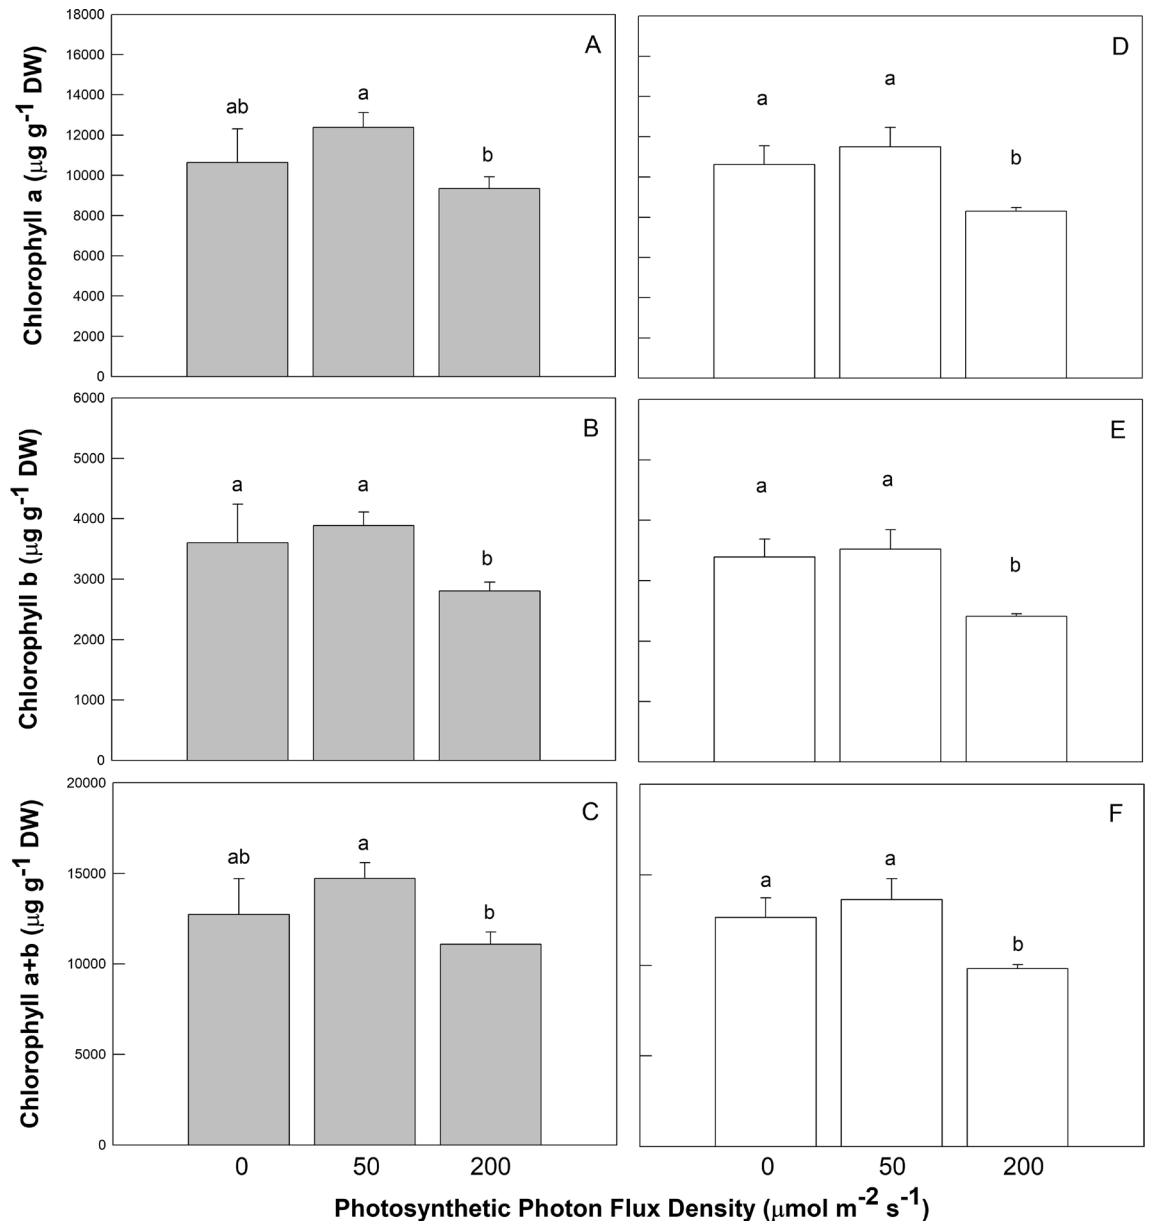 18000
16000
14000
12000
10000
8000
6000
4000
2000
0
Chlorophyll a (μg g⁻¹ DW)
A
ab
a
b
D
a
a
b
6000
5000
4000
3000
2000
1000
0
Chlorophyll b (μg g⁻¹ DW)
B
a
a
b
E
a
a
b
20000
15000
10000
5000
0
Chlorophyll a+b (μg g⁻¹ DW)
C
ab
a
b
F
a
a
b
0 50 200 0 50 200
Photosynthetic Photon Flux Density (μmol m⁻² s⁻¹)